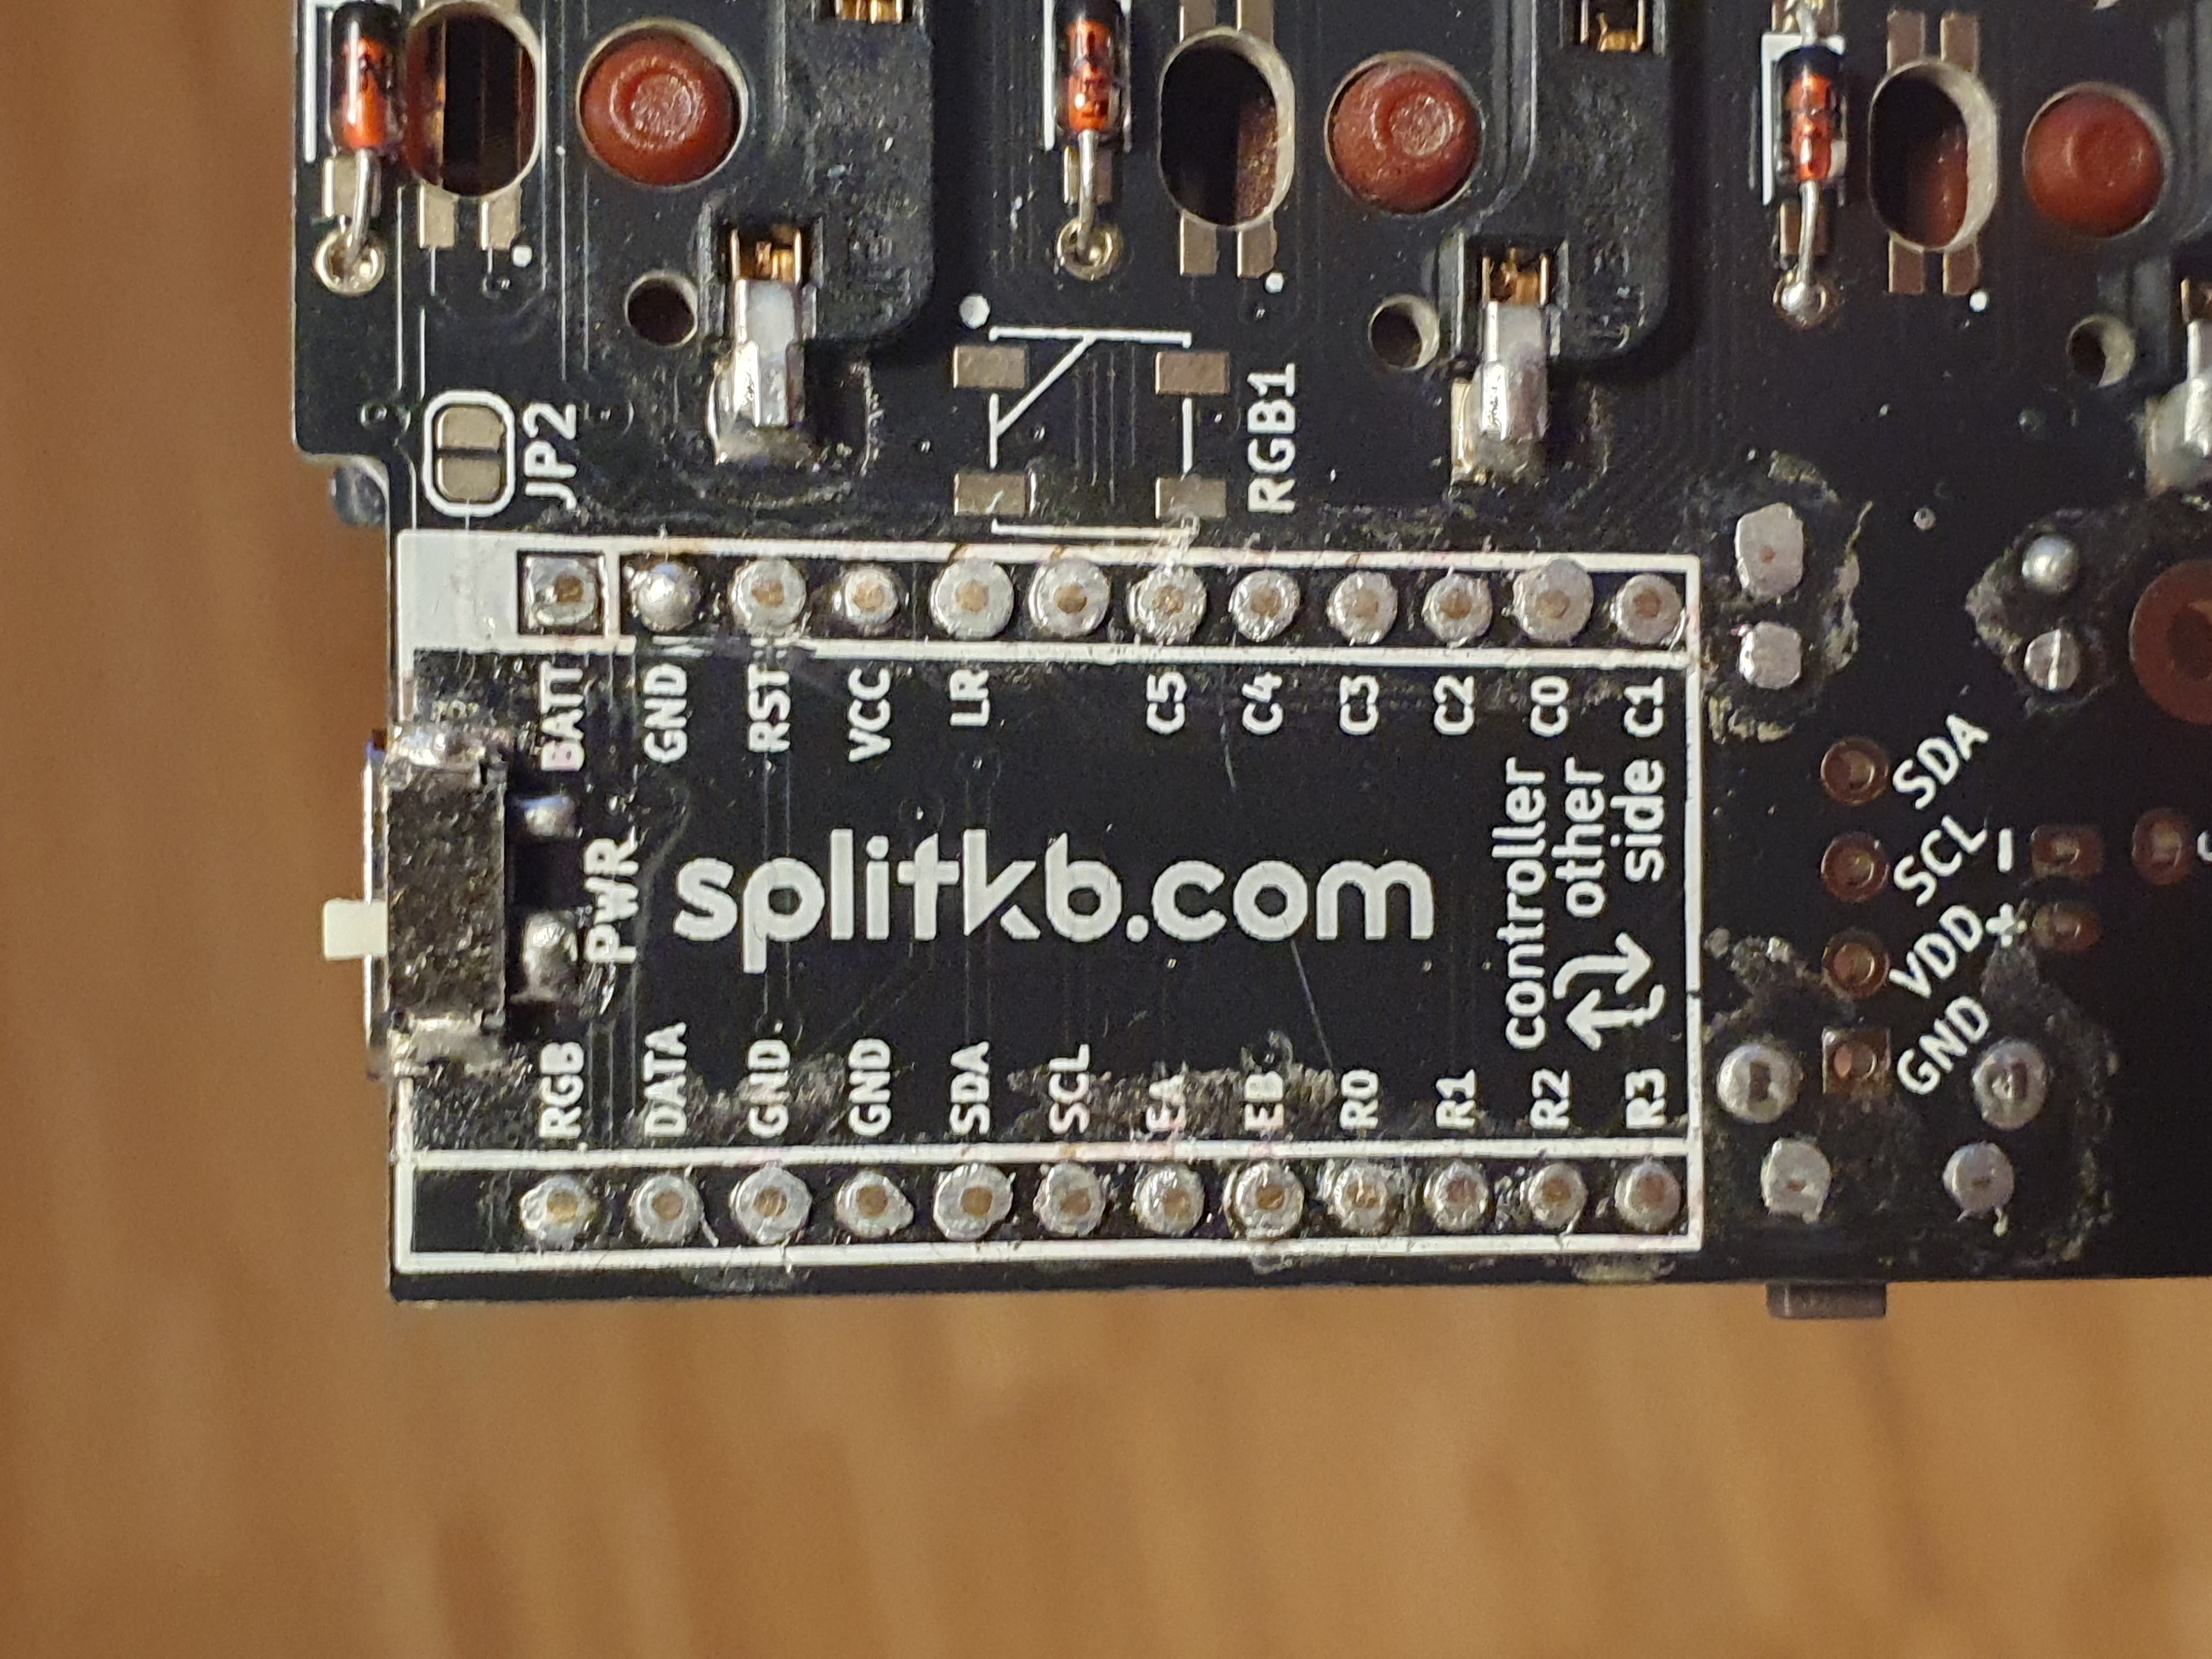 RGB
BATT
JP2
PWR
DATA
GND
GND
RST
GND
VCC
SDA
LR
SCL
EA
C5
EB
C4
RGB1
R0
C3
R1
C2
splitkb.com
controller
other
side
R2
C0
R3
C1
GND
VDD
SCL
SDA
+
-